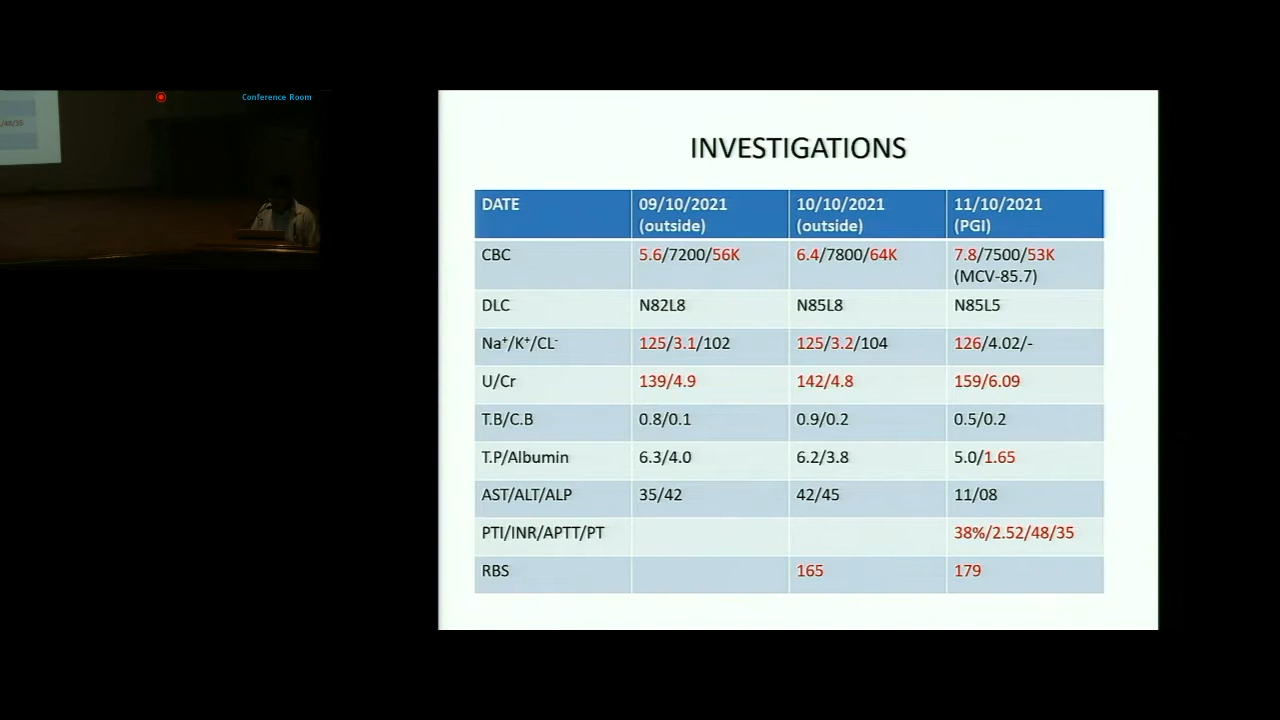 Conference Room
/48/35
INVESTIGATIONS
DATE 09/10/2021 (outside) 10/10/2021 (outside) 11/10/2021 (PGI)
CBC 5.6/7200/56K 6.4/7800/64K 7.8/7500/53K (MCV-85.7)
DLC N82L8 N85L8 N85L5
Na⁺/K⁺/CL⁻ 125/3.1/102 125/3.2/104 126/4.02/-
U/Cr 139/4.9 142/4.8 159/6.09
T.B/C.B 0.8/0.1 0.9/0.2 0.5/0.2
T.P/Albumin 6.3/4.0 6.2/3.8 5.0/1.65
AST/ALT/ALP 35/42 42/45 11/08
PTI/INR/APTT/PT 38%/2.52/48/35
RBS 165 179